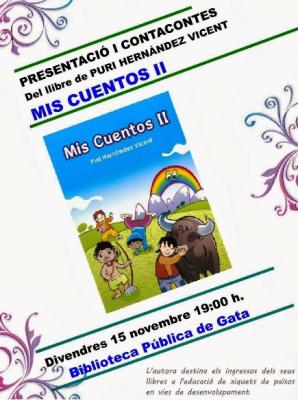 PRESENTACIÓ I CONTACONTES
Del llibre de PURI HERNÀNDEZ VICENT
MIS CUENTOS II
Mis Cuentos II
Puri Hernández Vicent
Divendres 15 novembre 19:00 h.
Biblioteca Pública de Gata
L'autora destina els ingressos dels seus
llibres a l'educació de xiquets de països
en vies de desenvolupament